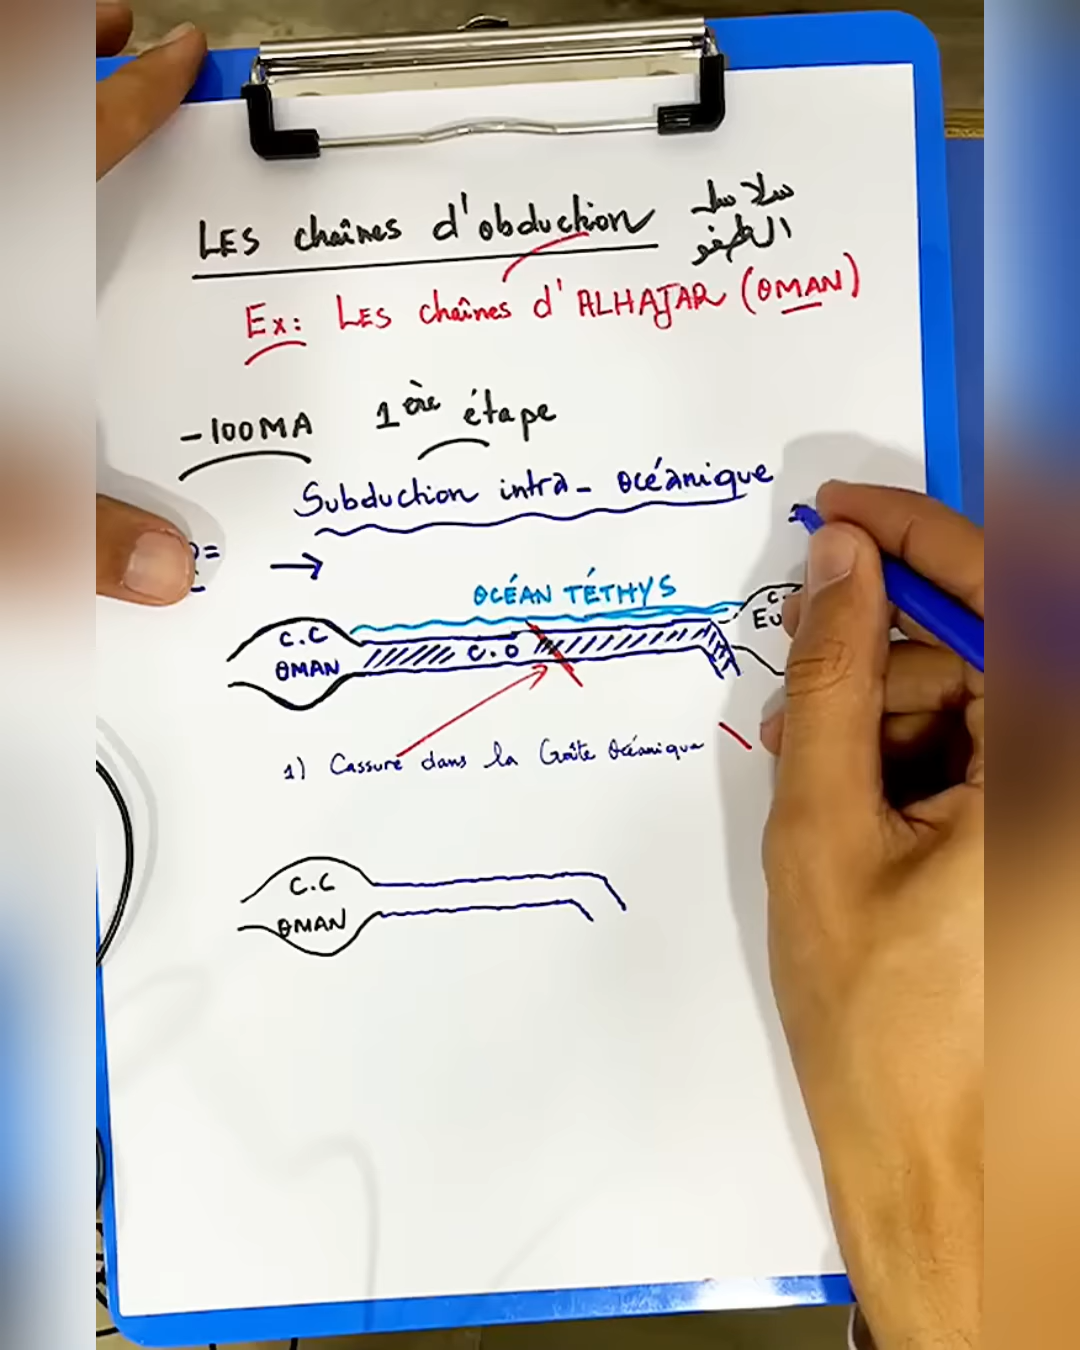 LES chaînes d'obduction سلاسل
الطفو
Ex: LES chaînes d'ALHAJAR (OMAN)
-100MA 1ère étape
Subduction intra-océanique
OCÉAN TÉTHYS
C.C
OMAN
C.O
C.
Eu
1) Cassure dans la Croûte Océanique
C.C
OMAN